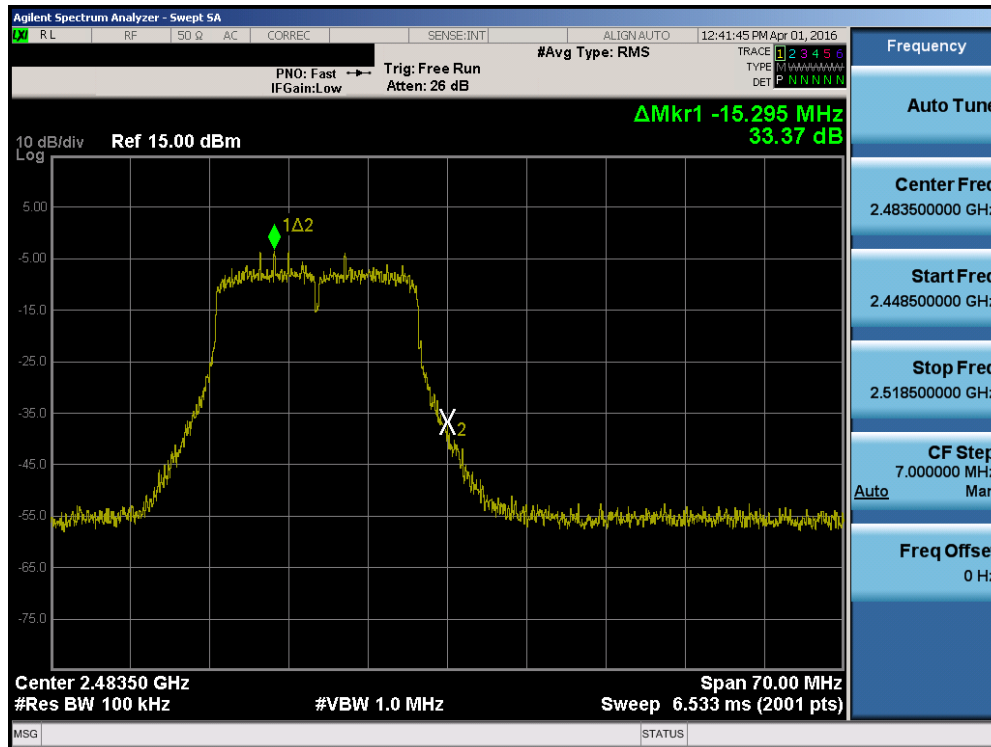 Agilent Spectrum Analyzer - Swept SA
LXI RL RF 50 Ω AC CORREC SENSE:INT ALIGNAUTO 12:41:45 PM Apr 01, 2016
#Avg Type: RMS
TRACE 1 2 3 4 5 6
PNO: Fast Trig: Free Run
TYPE M W W W W W
IFGain:Low Atten: 26 dB
DET P N N N N N
Frequency
ΔMkr1 -15.295 MHz
33.37 dB
10 dB/div Ref 15.00 dBm
Log
5.00
-5.00
-15.0
-25.0
-35.0
-45.0
-55.0
-65.0
-75.0
1Δ2
X2
Center 2.48350 GHz Span 70.00 MHz
#Res BW 100 kHz #VBW 1.0 MHz Sweep 6.533 ms (2001 pts)
Auto Tune
Center Freq
2.483500000 GHz
Start Freq
2.448500000 GHz
Stop Freq
2.518500000 GHz
CF Step
7.000000 MHz
Auto Man
Freq Offset
0 Hz
MSG STATUS